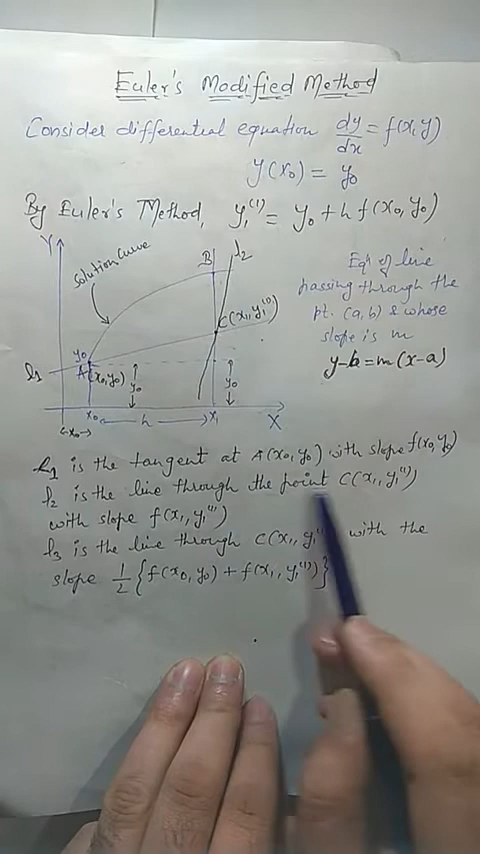 Euler's Modified Method
Consider differential equation dy/dx = f(x,y)
y(x₀) = y₀
By Euler's Method, y₁⁽¹⁾ = y₀ + h f(x₀, y₀)
Y
solution curve
B
l₂
C(x₁, y₁⁽¹⁾)
l₁
y₀
A(x₀, y₀)
y₀
y₀
x₀
h
x₁
X
x₀
Eqⁿ of line
passing through the
pt. (a, b) & whose
slope is m
y-b = m(x-a)
l₁ is the tangent at A(x₀, y₀) with slope f(x₀, y₀)
l₂ is the line through the point C(x₁, y₁⁽¹⁾)
with slope f(x₁, y₁⁽¹⁾)
l₃ is the line through C(x₁, y₁⁽¹⁾ with the
slope 1/2 {f(x₀, y₀) + f(x₁, y₁⁽¹⁾)}